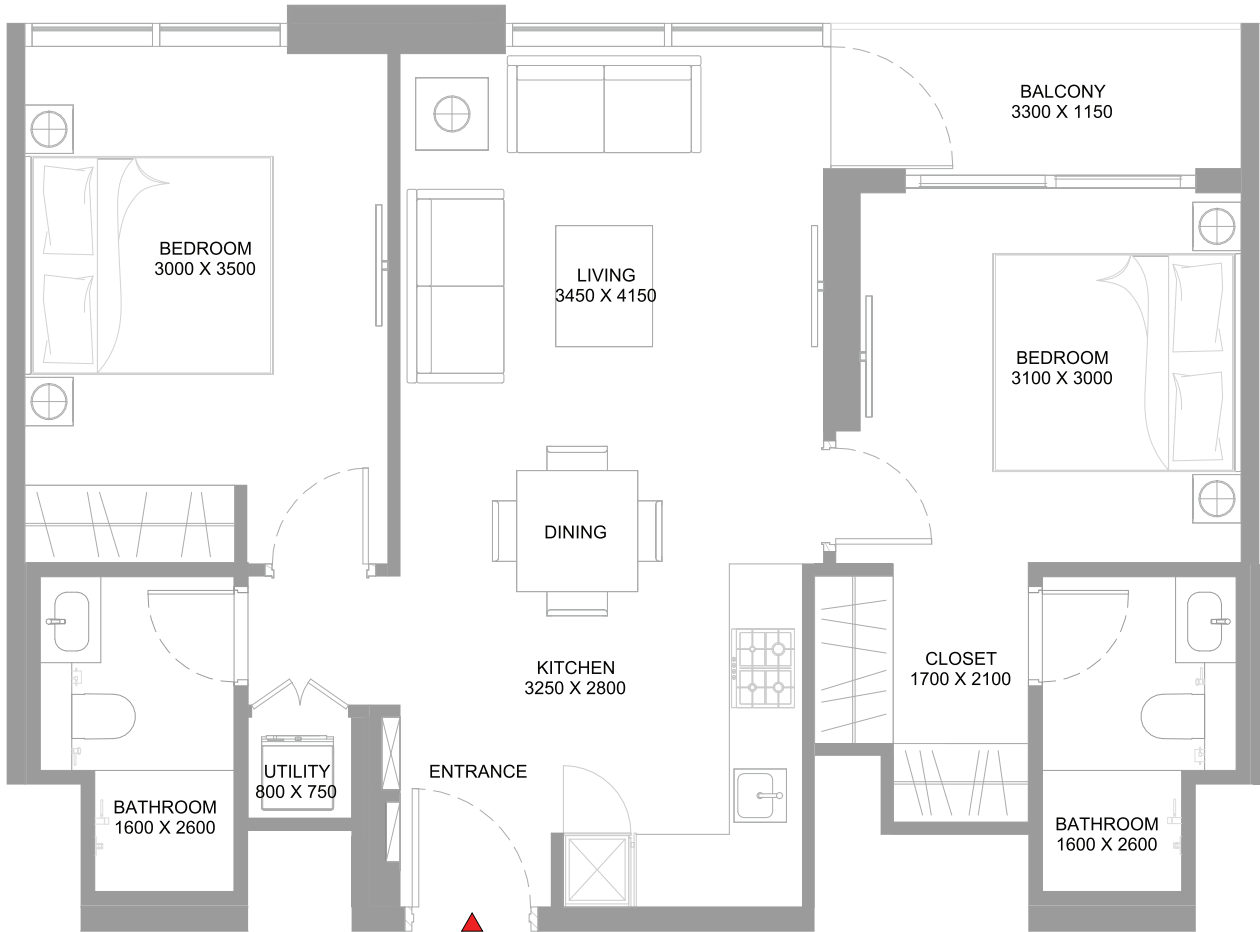 BALCONY
3300 X 1150
BEDROOM
3000 X 3500
LIVING
3450 X 4150
BEDROOM
3100 X 3000
DINING
KITCHEN
3250 X 2800
CLOSET
1700 X 2100
ENTRANCE
UTILITY
800 X 750
BATHROOM
1600 X 2600
BATHROOM
1600 X 2600